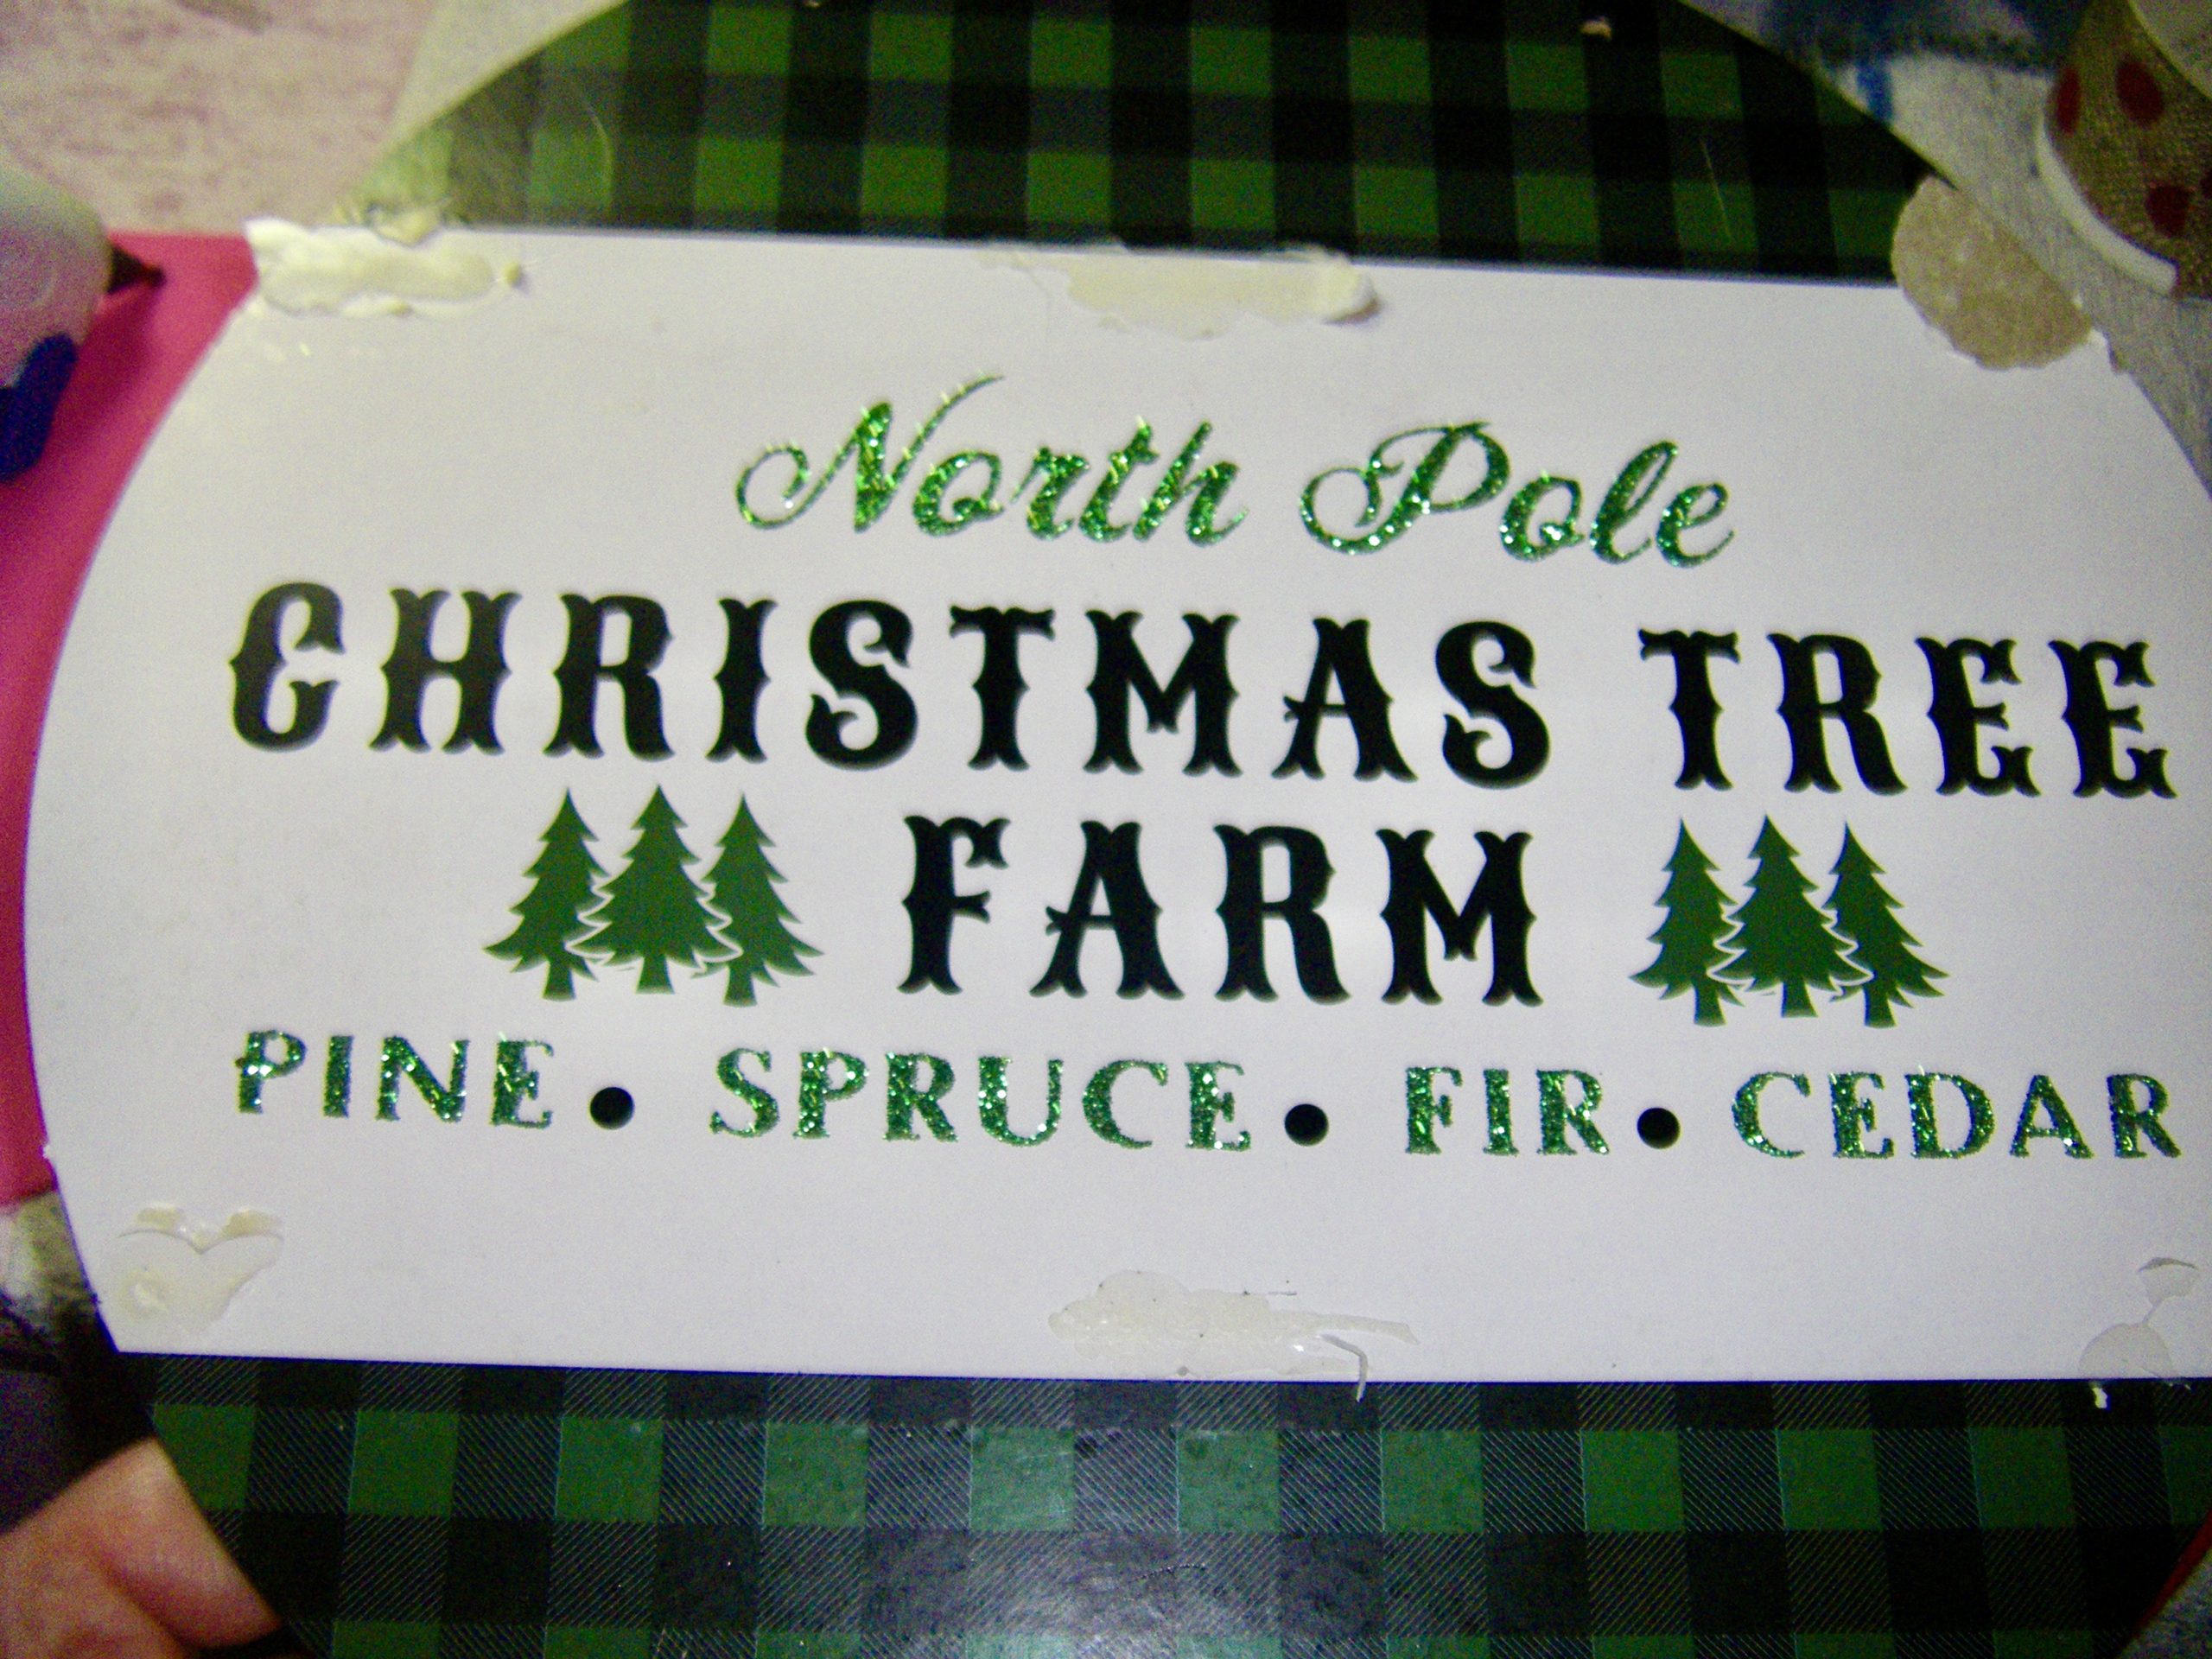 North Pole
CHRISTMAS TREE
FARM
PINE • SPRUCE • FIR • CEDAR